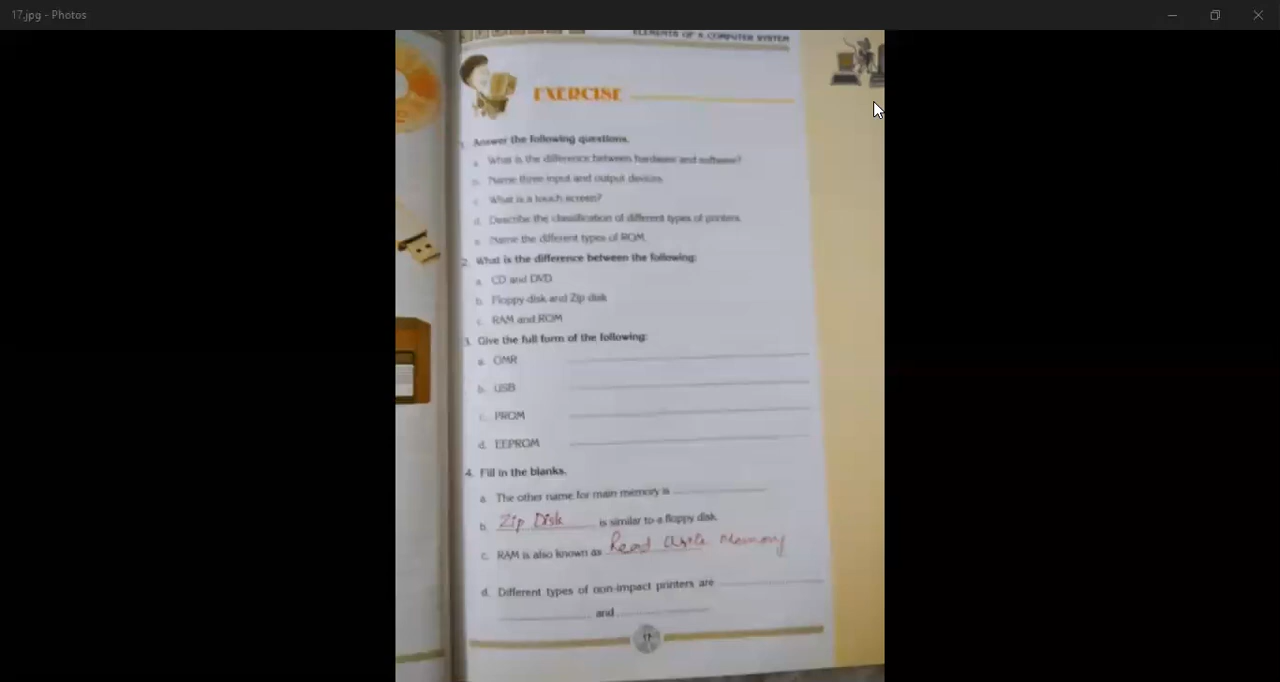 17.jpg - Photos
ELEMENTS OF A COMPUTER SYSTEM
EXERCISE
1. Answer the following questions.
a. What is the difference between hardware and software?
b. Name three input and output devices.
c. What is a touch screen?
d. Describe the classification of different types of printers.
e. Name the different types of ROM.
2. What is the difference between the following:
a. CD and DVD
b. Floppy disk and Zip disk
c. RAM and ROM
3. Give the full form of the following:
a. OMR
b. USB
c. PROM
d. EEPROM
4. Fill in the blanks.
a. The other name for main memory is
b. Zip Disk is similar to a floppy disk.
c. RAM is also known as Read Write Memory
d. Different types of non-impact printers are
and
17